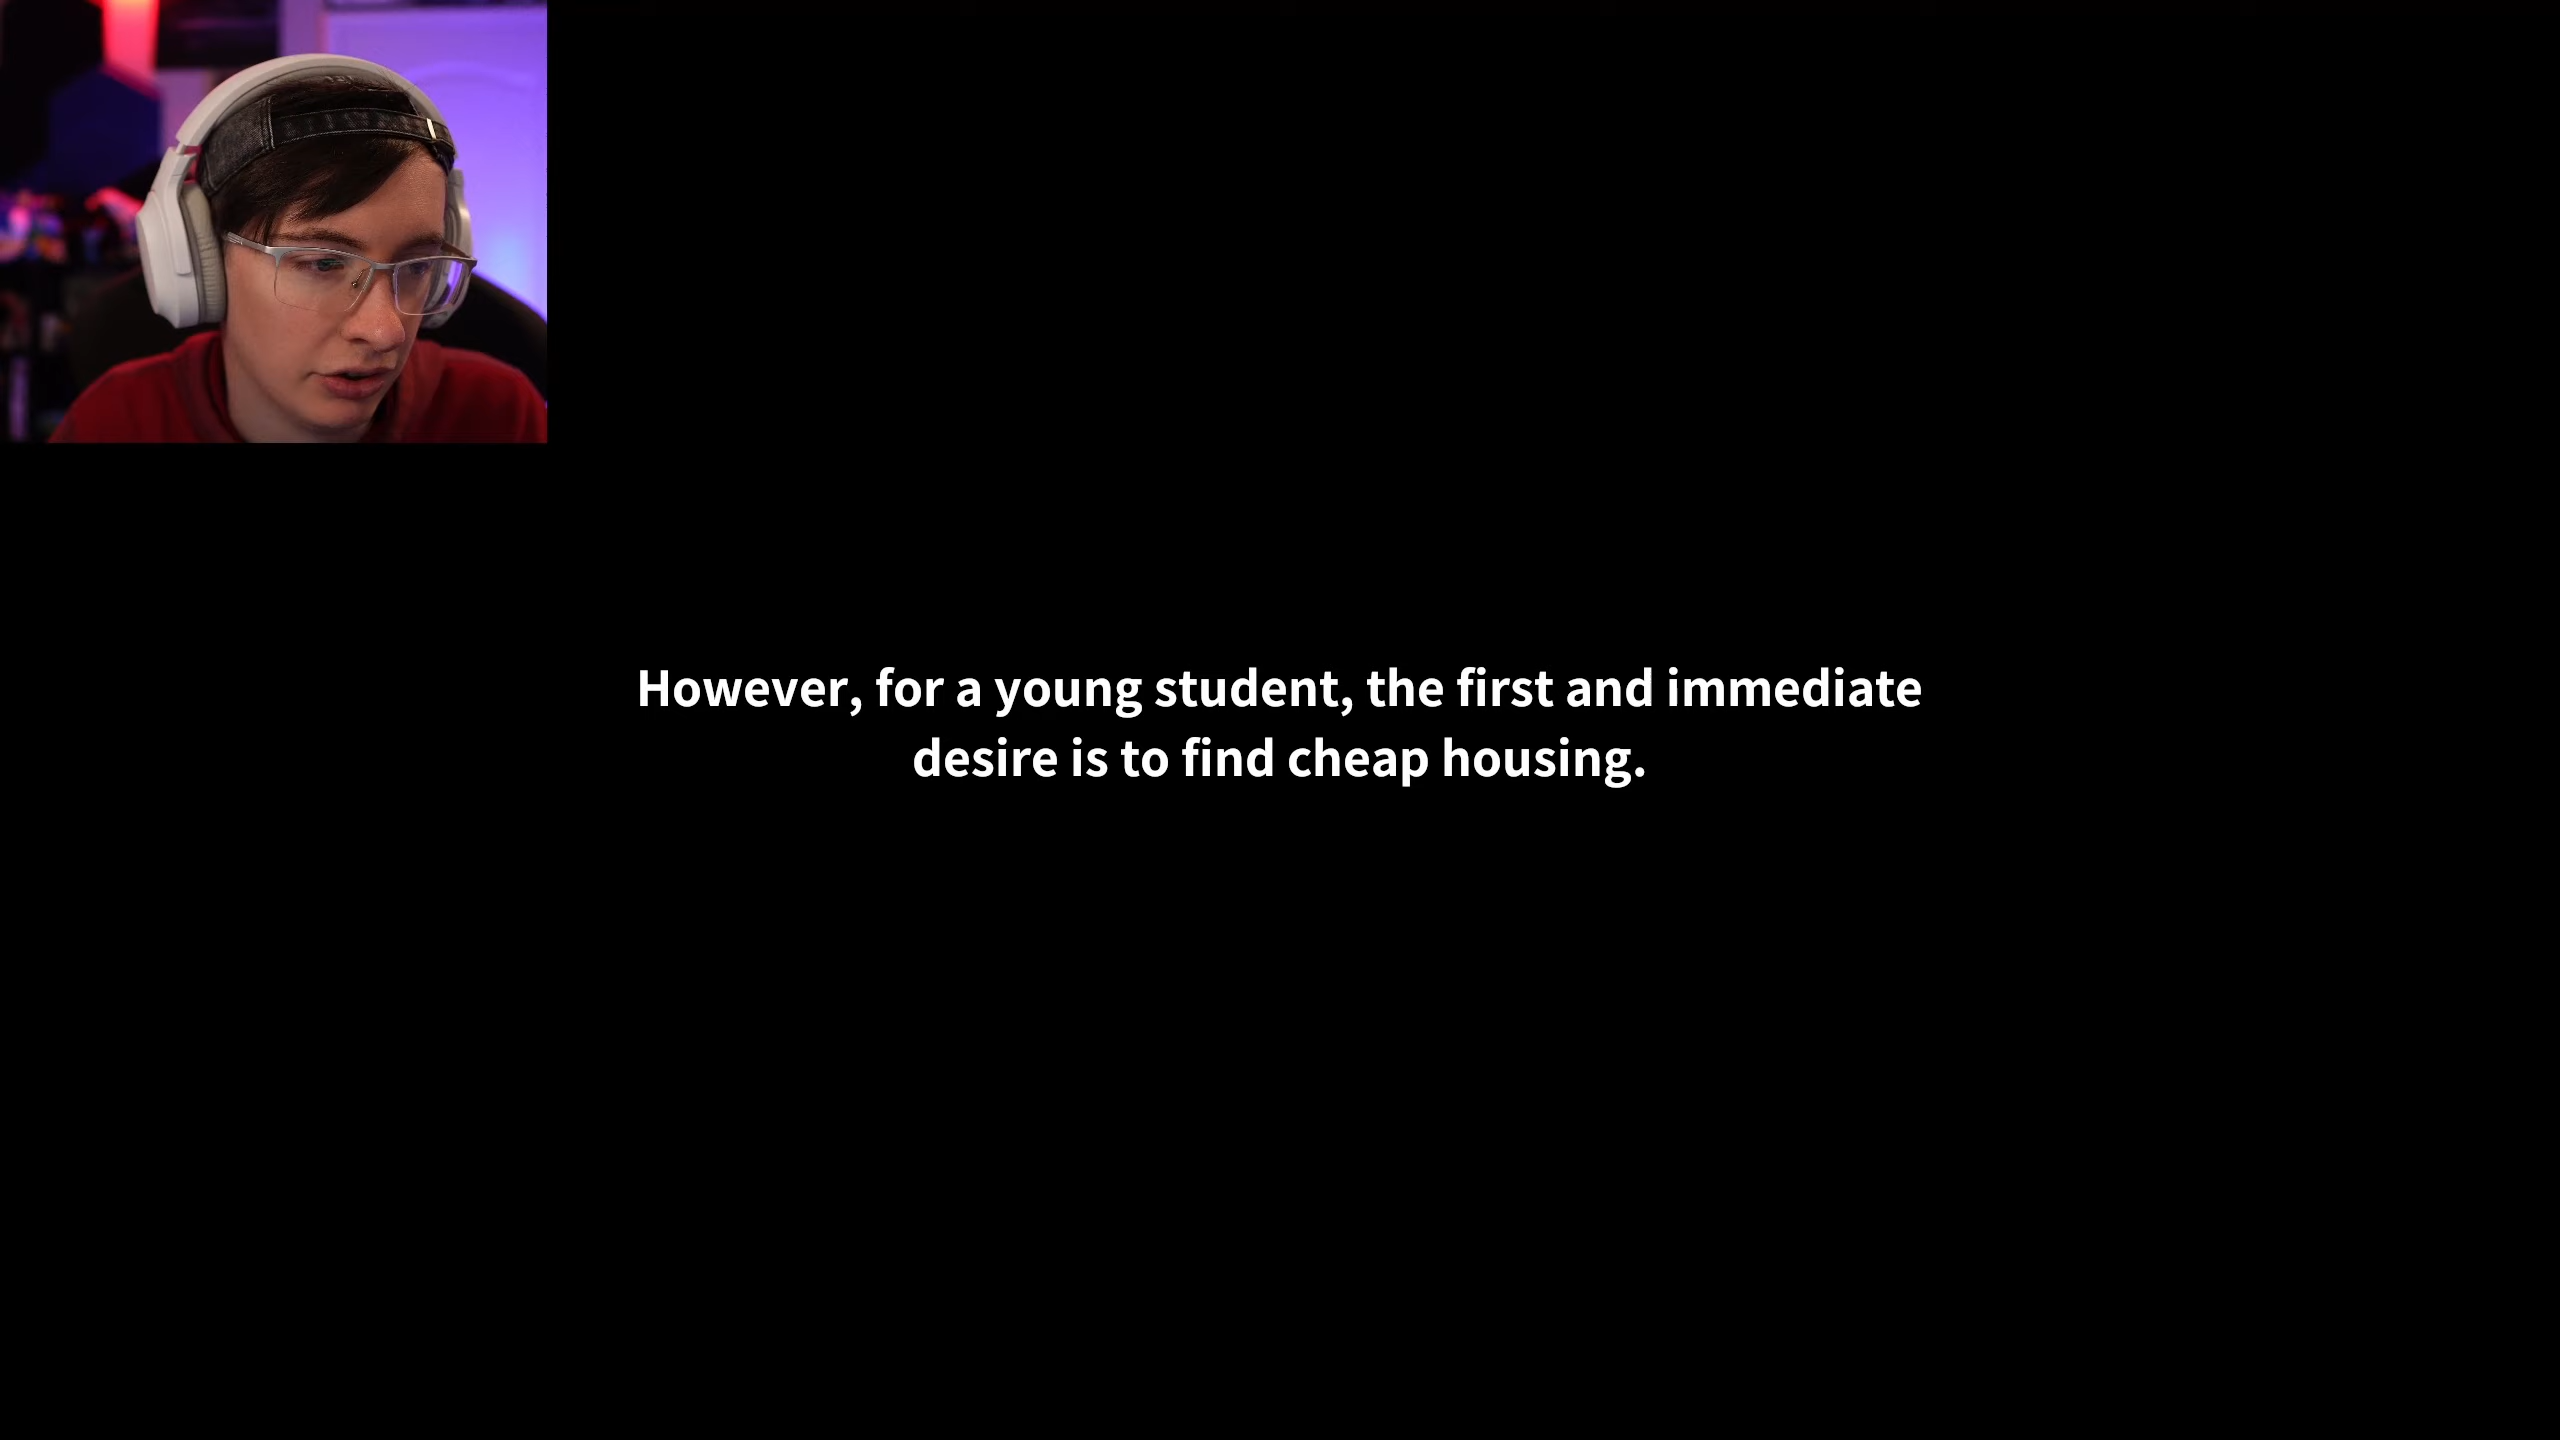 However, for a young student, the first and immediate
desire is to find cheap housing.